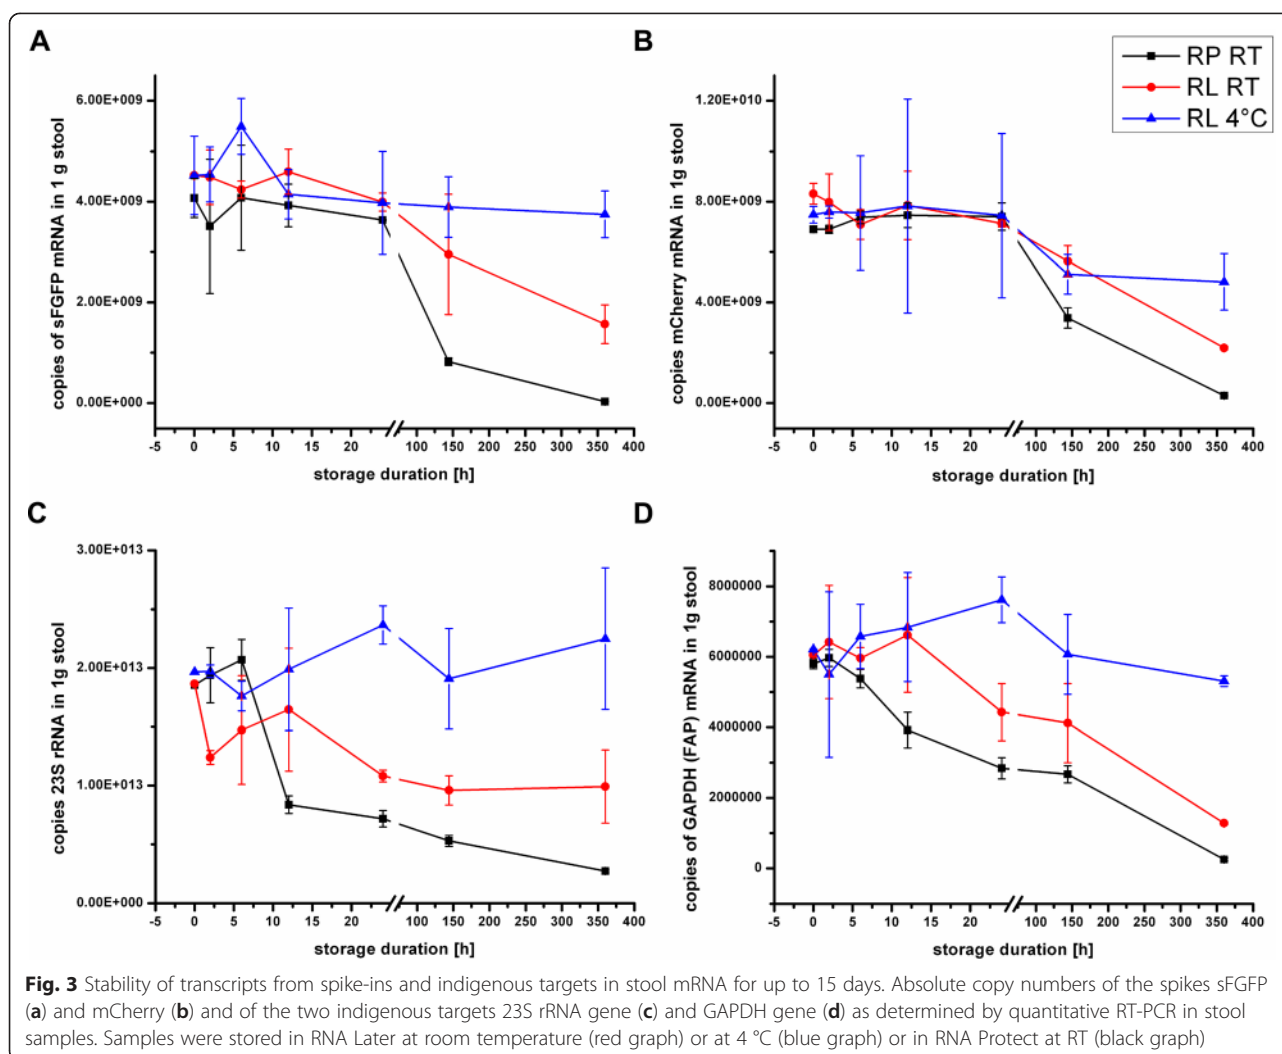 A
copies of sFGFP mRNA in 1 g stool
6.00E+009
4.00E+009
2.00E+009
0.00E+000
-5 0 5 10 15 20 100 150 200 250 300 350 400
storage duration [h]
B
RP RT
RL RT
RL 4°C
copies mCherry mRNA in 1g stool
1.20E+010
8.00E+009
4.00E+009
0.00E+000
-5 0 5 10 15 20 100 150 200 250 300 350 400
storage duration [h]
C
copies 23S rRNA in 1g stool
3.00E+013
2.00E+013
1.00E+013
0.00E+000
-5 0 5 10 15 20 100 150 200 250 300 350 400
storage duration [h]
D
copies of GAPDH (FAP) mRNA in 1g stool
8000000
6000000
4000000
2000000
0
-5 0 5 10 15 20 100 150 200 250 300 350 400
storage duration [h]
Fig. 3 Stability of transcripts from spike-ins and indigenous targets in stool mRNA for up to 15 days. Absolute copy numbers of the spikes sFGFP
(a) and mCherry (b) and of the two indigenous targets 23S rRNA gene (c) and GAPDH gene (d) as determined by quantitative RT-PCR in stool
samples. Samples were stored in RNA Later at room temperature (red graph) or at 4 °C (blue graph) or in RNA Protect at RT (black graph)